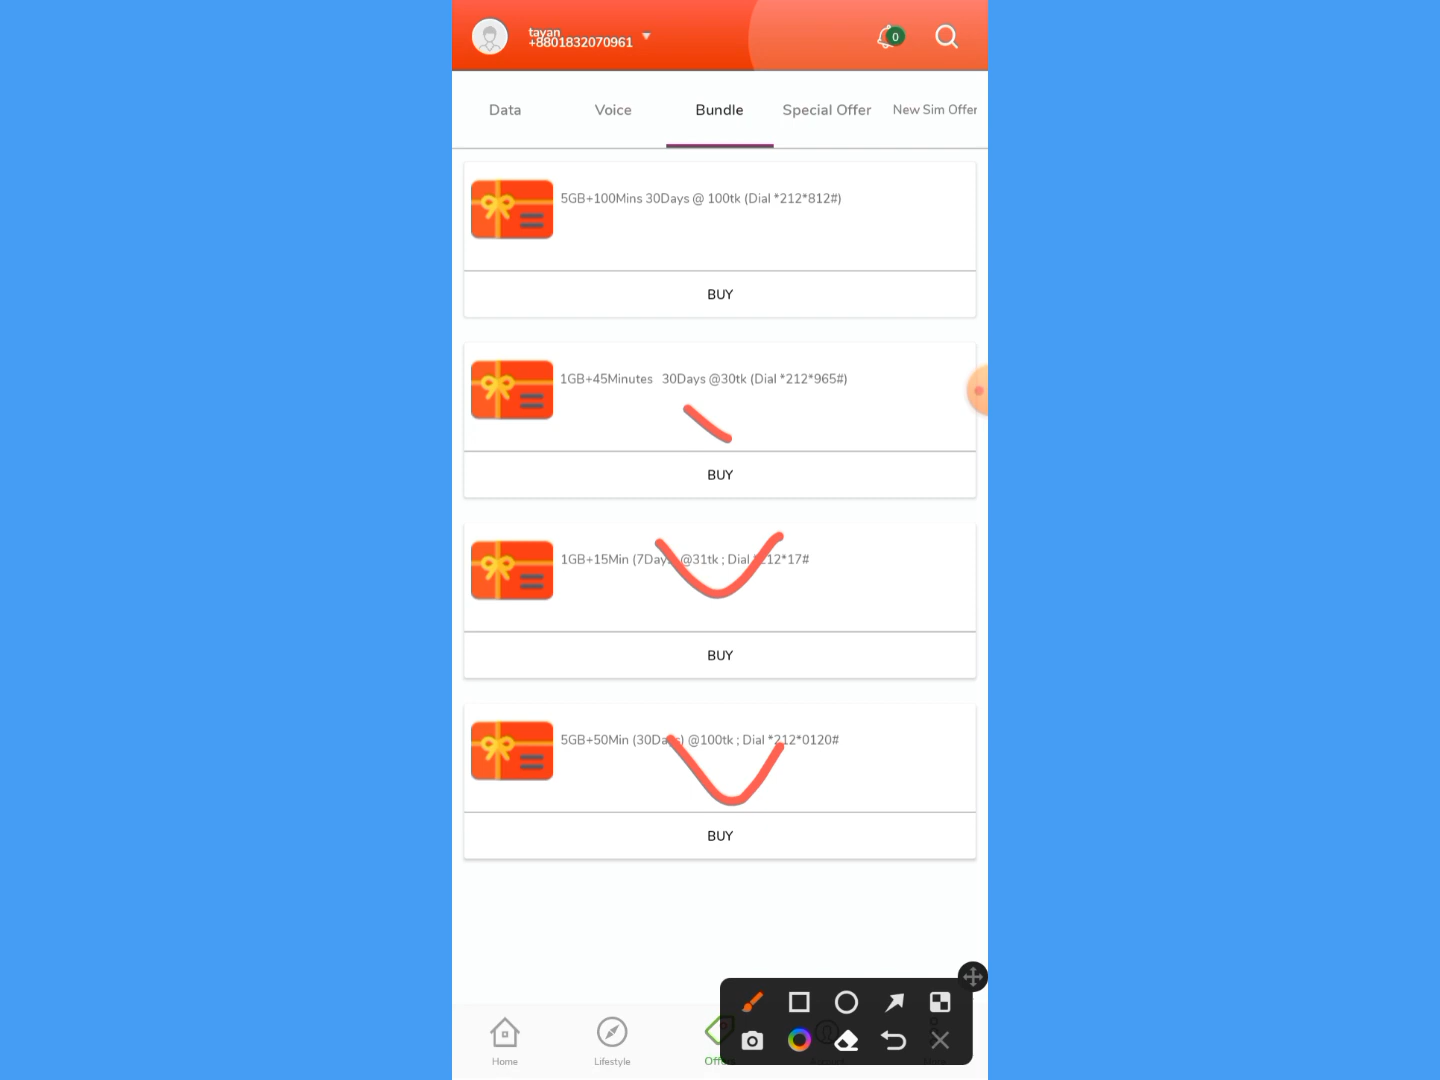 tayan
+8801832070961
0
Data
Voice
Bundle
Special Offer
New Sim Offer
5GB+100Mins 30Days @ 100tk (Dial *212*812#)
BUY
1GB+45Minutes 30Days @30tk (Dial *212*965#)
BUY
1GB+15Min (7Day @31tk ; Dial 212*17#
BUY
5GB+50Min (30Days) @100tk ; Dial *212*0120#
BUY
Home
Lifestyle
Offers